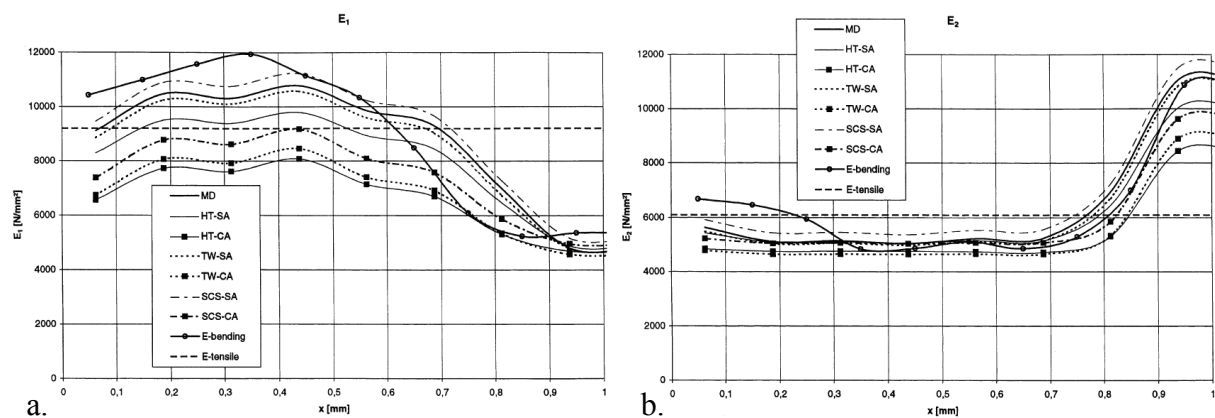 E1
12000
10000
8000
6000
4000
2000
0
E1 [N/mm²]
MD
HT-SA
HT-CA
TW-SA
TW-CA
SCS-SA
SCS-CA
E-bending
E-tensile
0 0,1 0,2 0,3 0,4 0,5 0,6 0,7 0,8 0,9 1
x [mm]
a.
E2
12000
10000
8000
6000
4000
2000
0
E2 [N/mm²]
MD
HT-SA
HT-CA
TW-SA
TW-CA
SCS-SA
SCS-CA
E-bending
E-tensile
0 0,1 0,2 0,3 0,4 0,5 0,6 0,7 0,8 0,9 1
x [mm]
b.